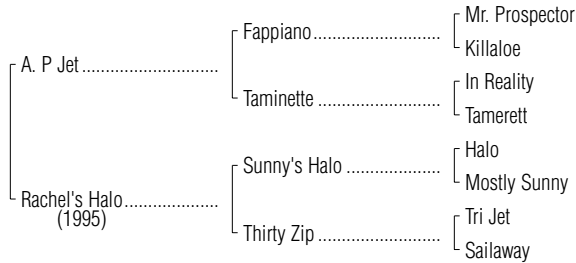 Mr. Prospector
Fappiano
Killaloe
A. P Jet
In Reality
Taminette
Tamerett
Halo
Sunny's Halo
Mostly Sunny
Rachel's Halo
(1995)
Tri Jet
Thirty Zip
Sailaway